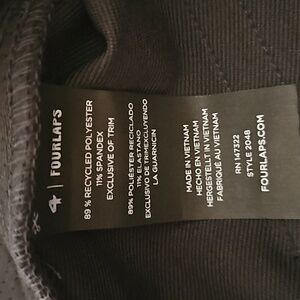 FOURLAPS
89 % RECYCLED POLYESTER
11% SPANDEX
EXCLUSIVE OF TRIM
89% POLIÉSTER RECICLADO
11% ELASTANO
EXCLUSIVO DE TRIMEXCLUYENDO
LA GUARNICIN
MADE IN VIETNAM
HECHO EN VIETNAM
HERGESTELLT IN VIETNAM
FABRIQUÉ AU VIETNAM
RN 147322
STYLE 2048
FOURLAPS.COM